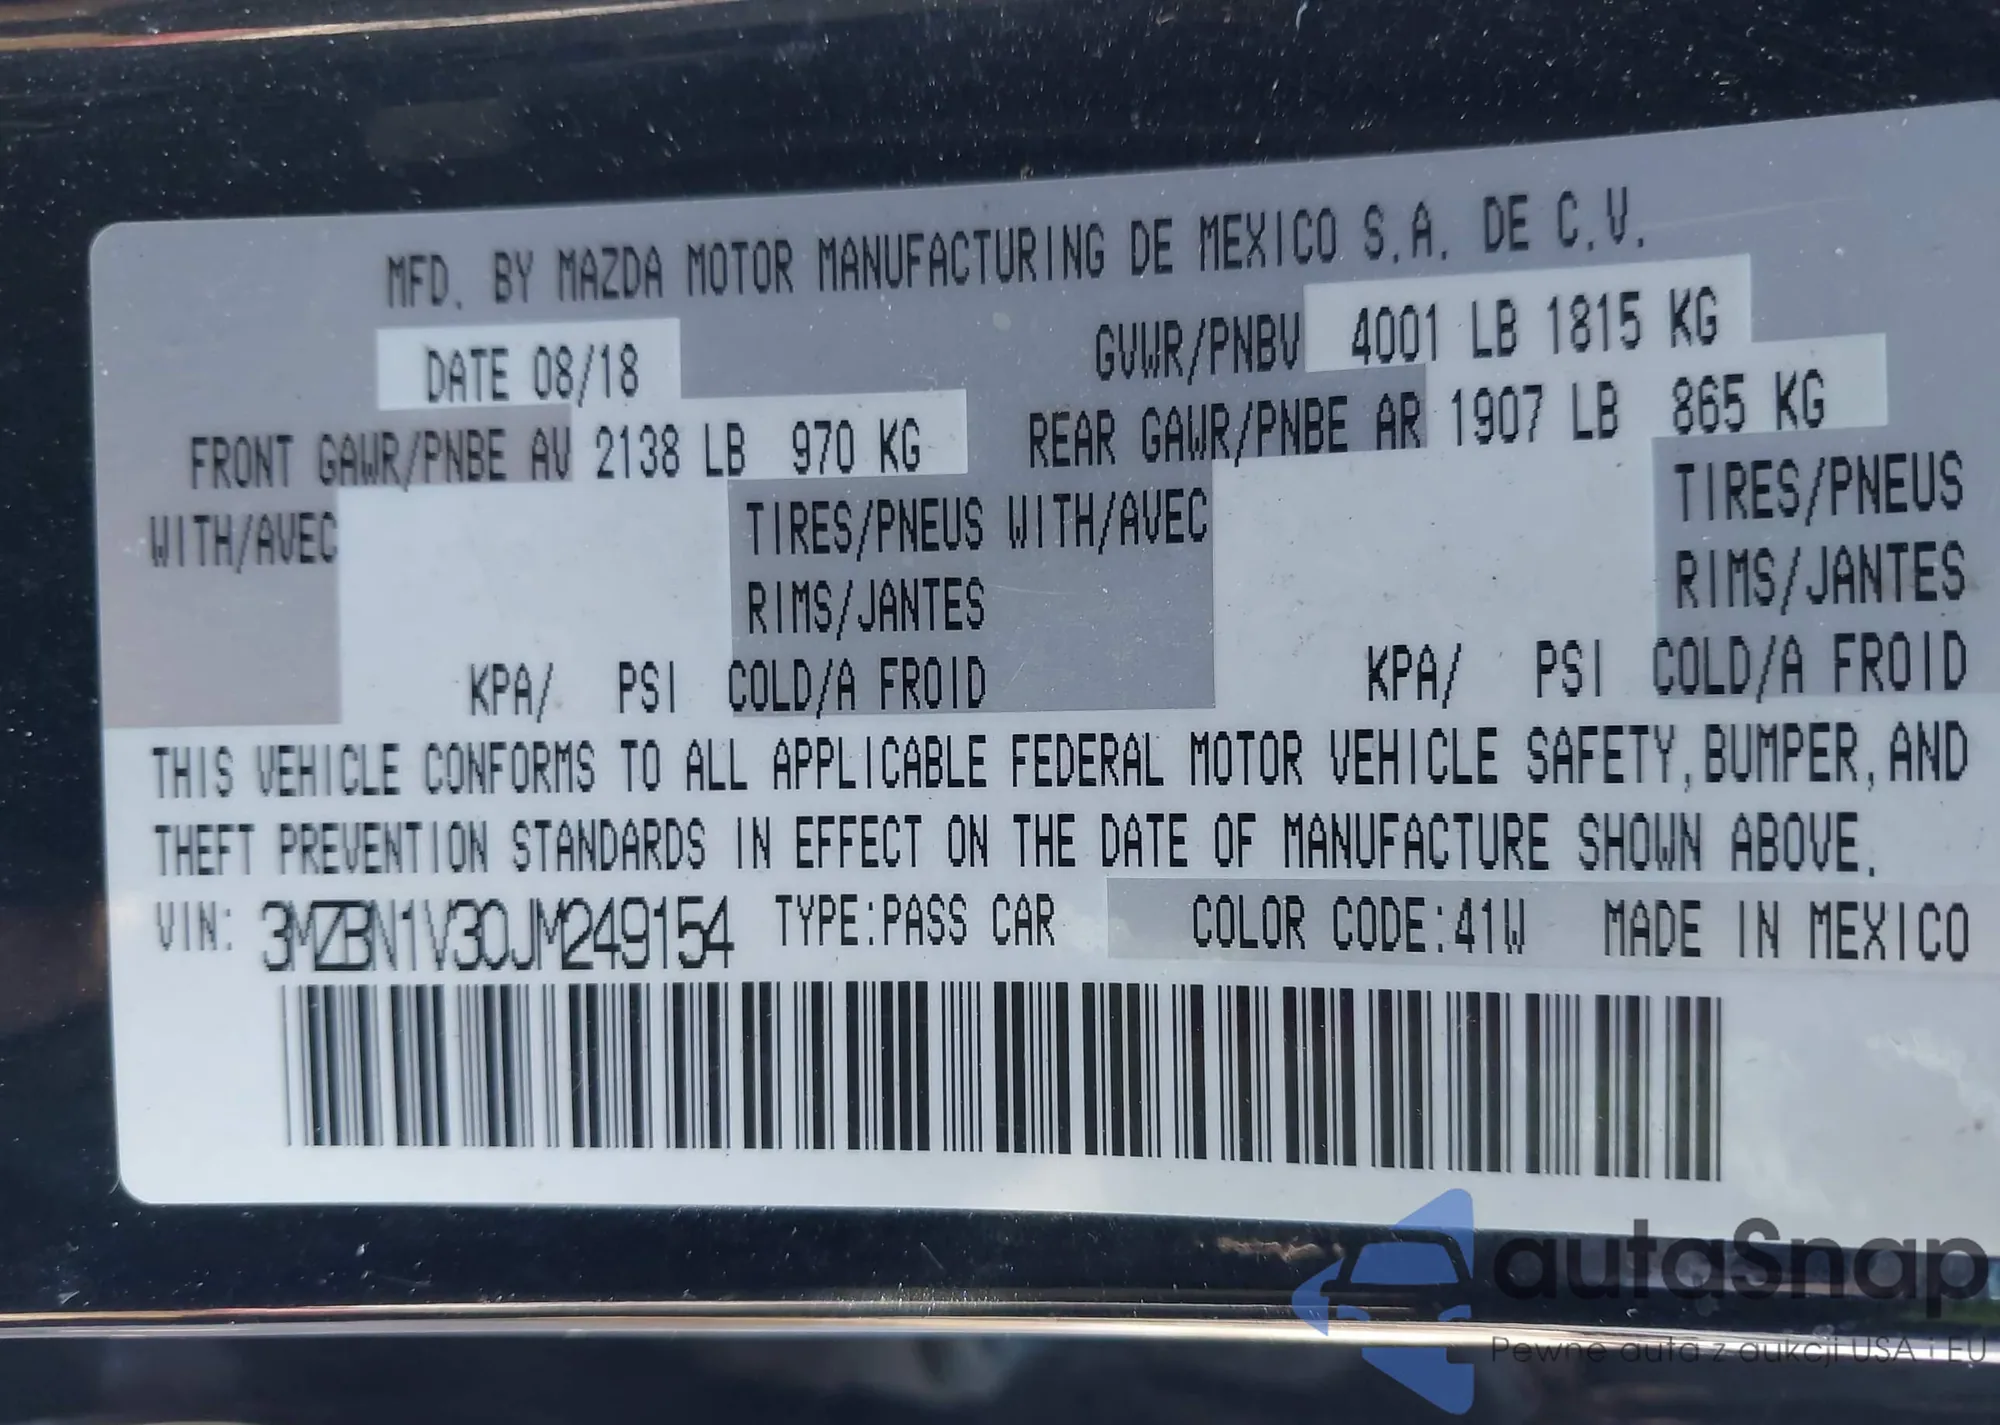 MFD. BY MAZDA MOTOR MANUFACTURING DE MEXICO S.A. DE C.V.
DATE 08/18 GVWR/PNBV 4001 LB 1815 KG
FRONT GAWR/PNBE AV 2138 LB 970 KG REAR GAWR/PNBE AR 1907 LB 865 KG
WITH/AVEC TIRES/PNEUS WITH/AVEC TIRES/PNEUS
RIMS/JANTES RIMS/JANTES
KPA/ PSI COLD/A FROID KPA/ PSI COLD/A FROID
THIS VEHICLE CONFORMS TO ALL APPLICABLE FEDERAL MOTOR VEHICLE SAFETY, BUMPER, AND
THEFT PREVENTION STANDARDS IN EFFECT ON THE DATE OF MANUFACTURE SHOWN ABOVE.
VIN: 3MZBN1V30JM249154 TYPE:PASS CAR COLOR CODE:41W MADE IN MEXICO
autaSnap
Pewne auta z aukcji USA i EU